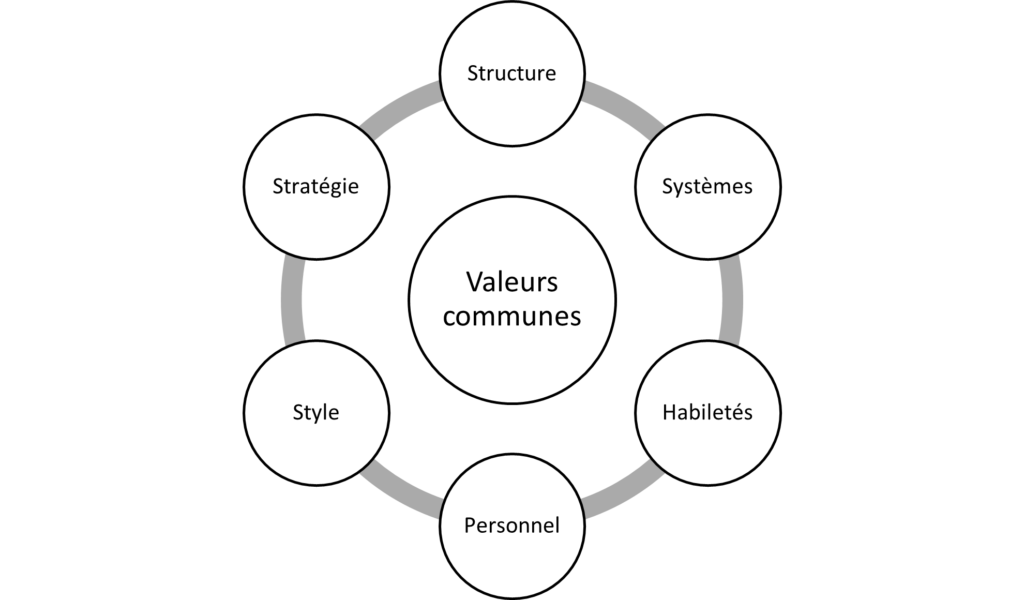 Structure
Stratégie
Systèmes
Valeurs
communes
Style
Habiletés
Personnel